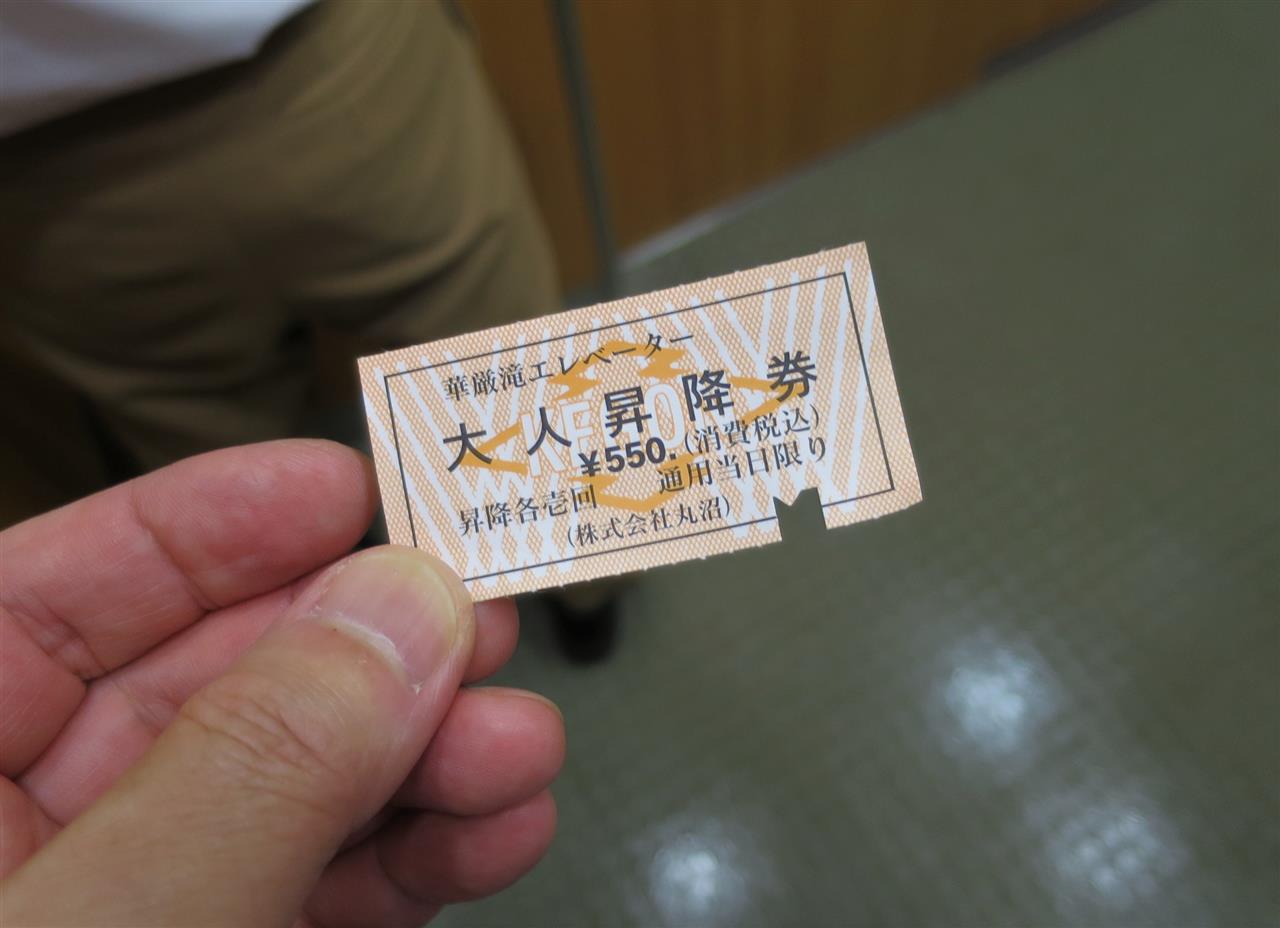 華厳滝エレベーター
KEGON
大人昇降券
¥550.(消費税込)
昇降各壱回 通用当日限り
(株式会社丸沼)